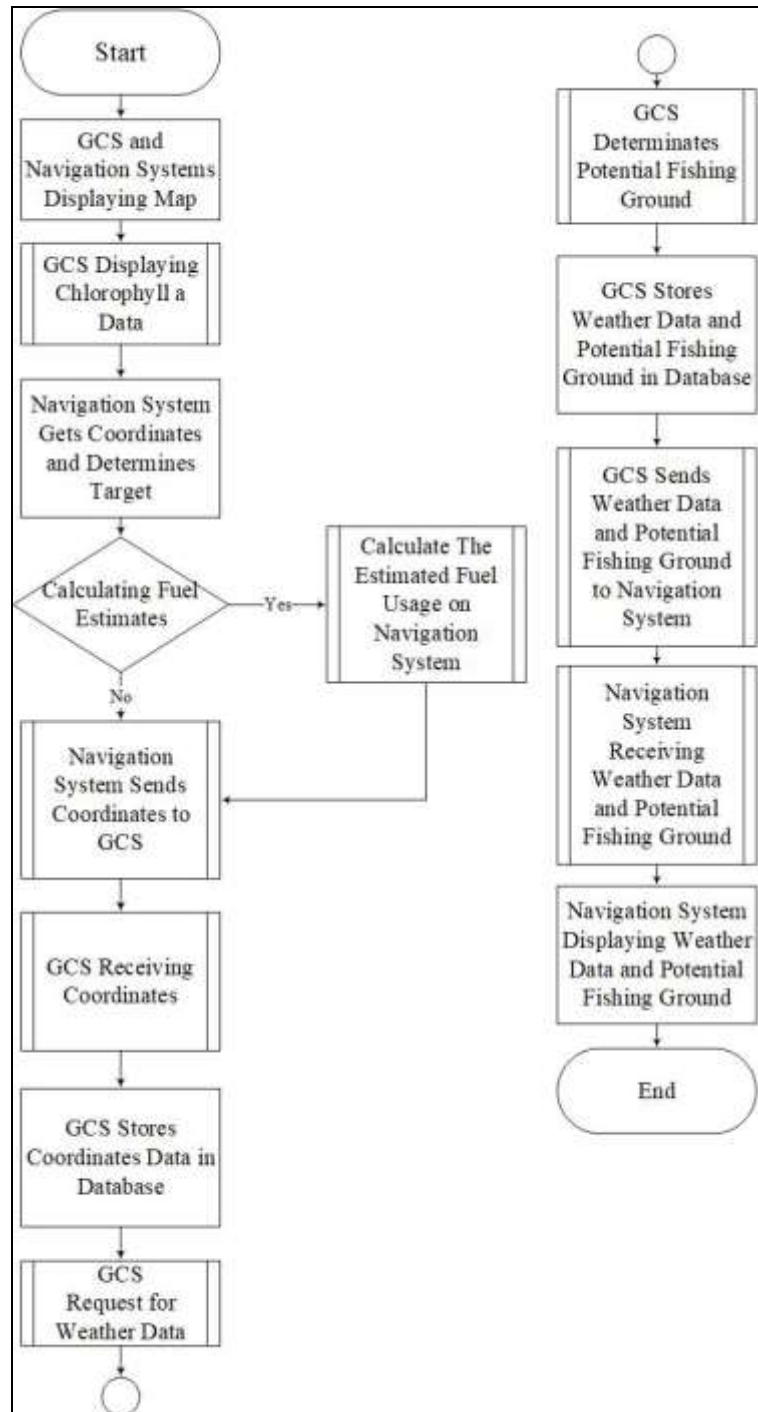 Start
GCS and
Navigation Systems
Displaying Map
GCS Displaying
Chlorophyll a
Data
Navigation System
Gets Coordinates
and Determines
Target
Calculating Fuel
Estimates
Yes
Calculate The
Estimated Fuel
Usage on
Navigation
System
No
Navigation
System Sends
Coordinates to
GCS
GCS Receiving
Coordinates
GCS Stores
Coordinates Data in
Database
GCS
Request for
Weather Data
GCS
Determinates
Potential Fishing
Ground
GCS Stores
Weather Data and
Potential Fishing
Ground in Database
GCS Sends
Weather Data
and Potential
Fishing Ground
to Navigation
System
Navigation
System
Receiving
Weather Data
and Potential
Fishing Ground
Navigation System
Displaying Weather
Data and Potential
Fishing Ground
End